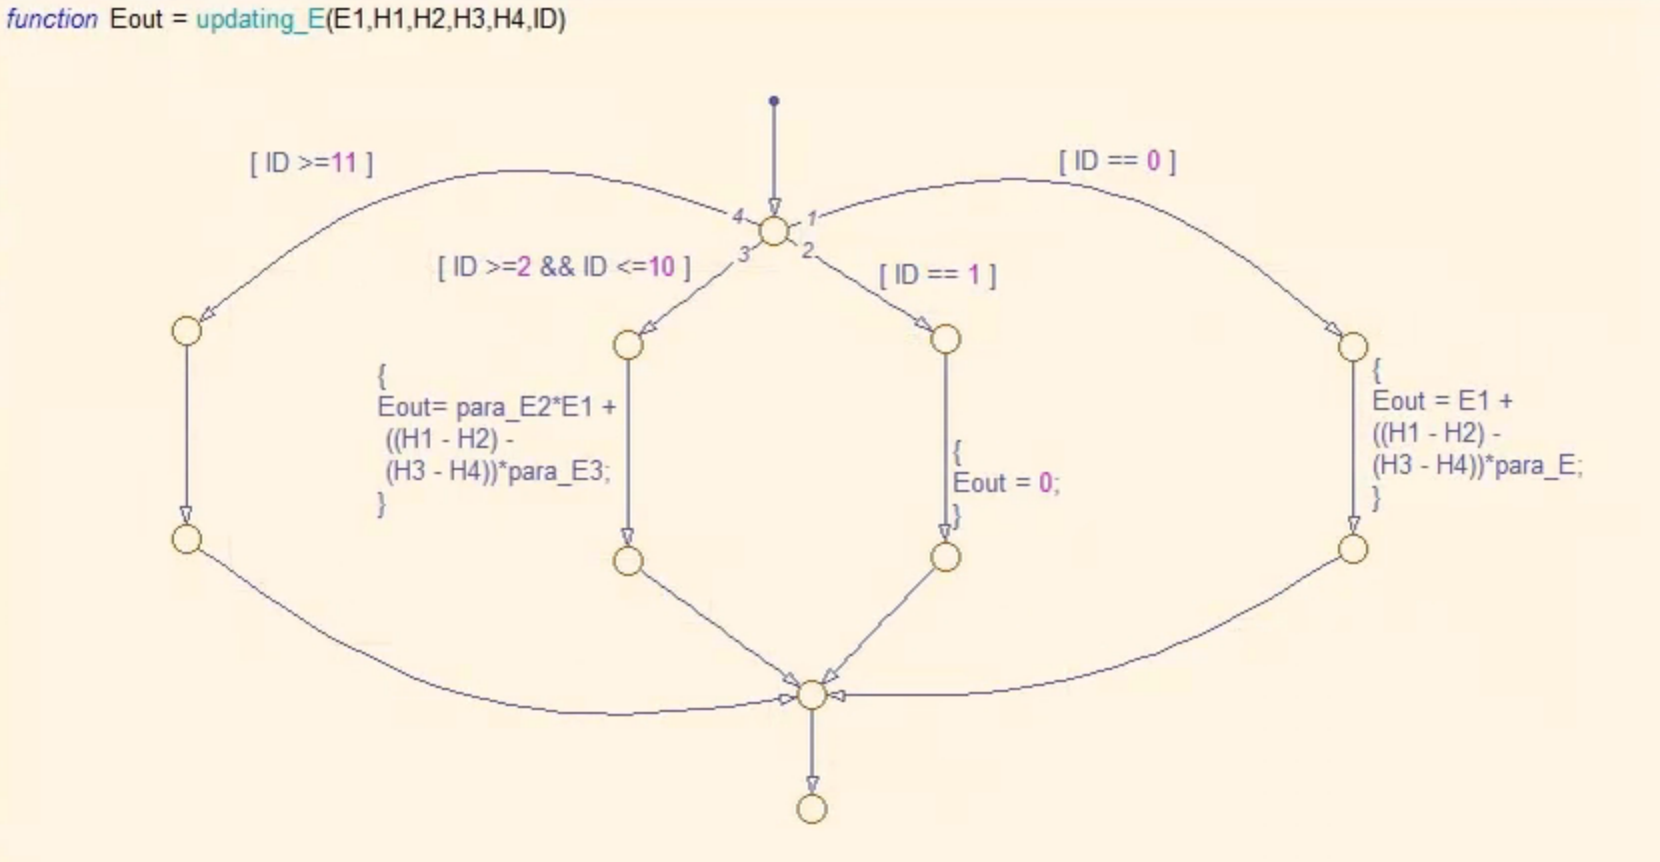 function Eout = updating_E(E1,H1,H2,H3,H4,ID)
[ ID >=11 ]
[ ID == 0 ]
4
1
3
2
[ ID >=2 && ID <=10 ]
[ ID == 1 ]
{
Eout= para_E2*E1 +
((H1 - H2) -
(H3 - H4))*para_E3;
}
{
Eout = 0;
}
{
Eout = E1 +
((H1 - H2) -
(H3 - H4))*para_E;
}